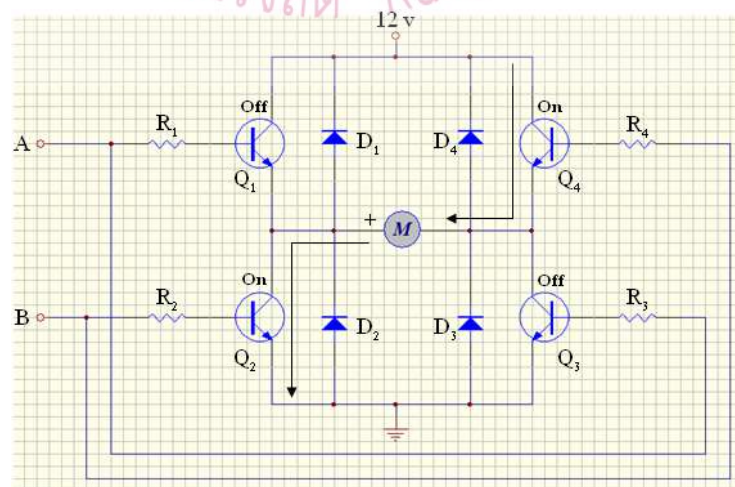 12 v
Off
On
A
R₁
D₁
D₄
R₄
Q₁
Q₄
+
M
On
Off
B
R₂
D₂
D₃
R₃
Q₂
Q₃